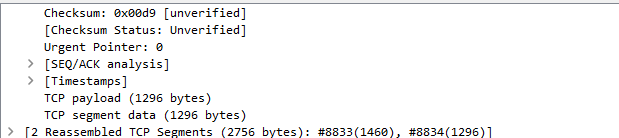 Checksum: 0x00d9 [unverified]
[Checksum Status: Unverified]
Urgent Pointer: 0
[SEQ/ACK analysis]
[Timestamps]
TCP payload (1296 bytes)
TCP segment data (1296 bytes)
[2 Reassembled TCP Segments (2756 bytes): #8833(1460), #8834(1296)]